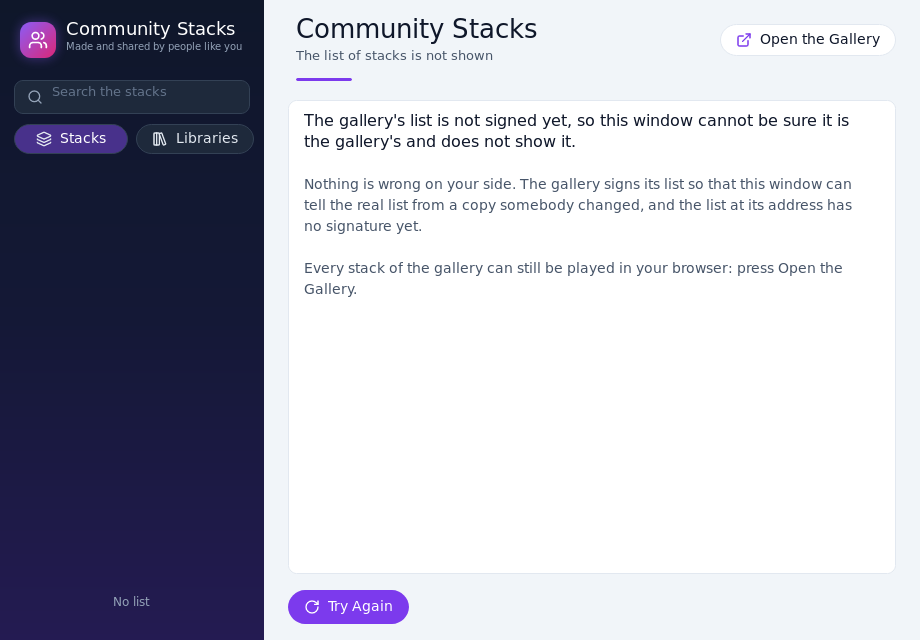 Community Stacks
Made and shared by people like you
Search the stacks
Stacks
Libraries
No list
Community Stacks
The list of stacks is not shown
Open the Gallery
The gallery's list is not signed yet, so this window cannot be sure it is
the gallery's and does not show it.
Nothing is wrong on your side. The gallery signs its list so that this window can
tell the real list from a copy somebody changed, and the list at its address has
no signature yet.
Every stack of the gallery can still be played in your browser: press Open the
Gallery.
Try Again